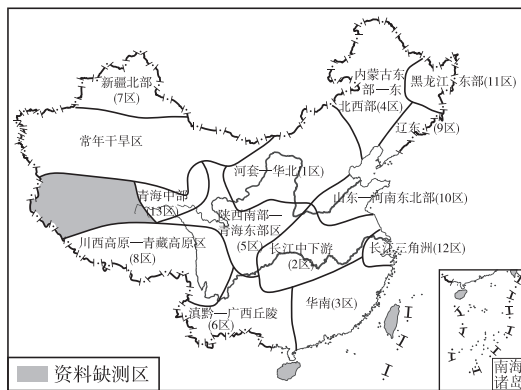 新疆北部
(7区)
内蒙古东
部—东
北西部(4区)
黑龙江东部(11区)
辽东(9区)
常年干旱区
河套—华北(1区)
青海中部
(13区)
山东—河南东北部(10区)
陕西南部—
青海东部区
(5区)
川西高原—青藏高原区
(8区)
长江中下游
(2区)
长江三角洲(12区)
滇黔—广西丘陵
(6区)
华南(3区)
资料缺测区
南海
诸岛